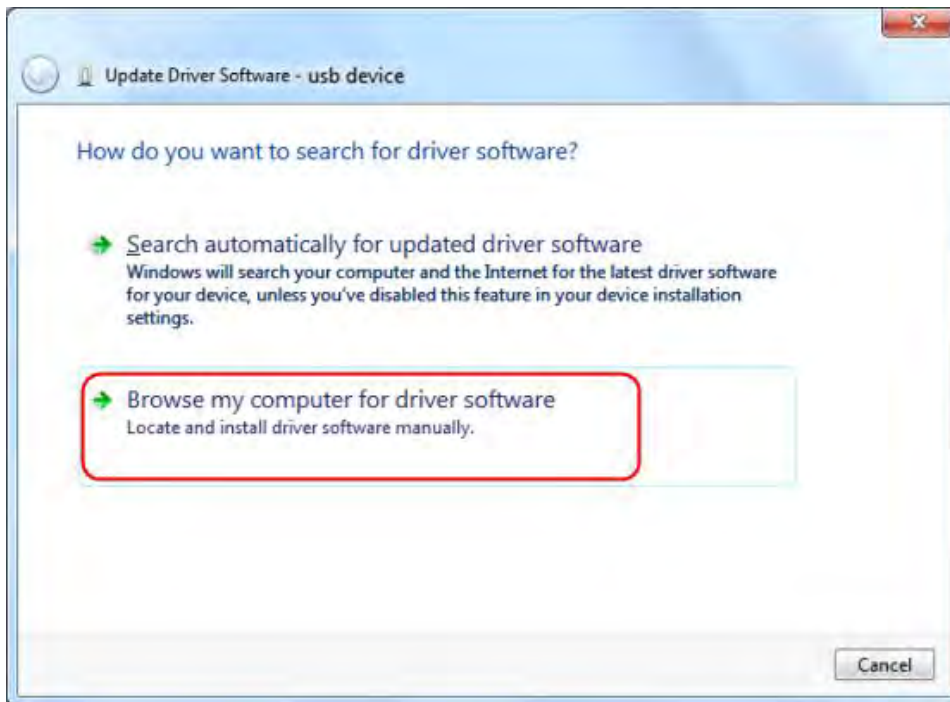 Update Driver Software - usb device
How do you want to search for driver software?
Search automatically for updated driver software
Windows will search your computer and the Internet for the latest driver software
for your device, unless you've disabled this feature in your device installation
settings.
Browse my computer for driver software
Locate and install driver software manually.
Cancel